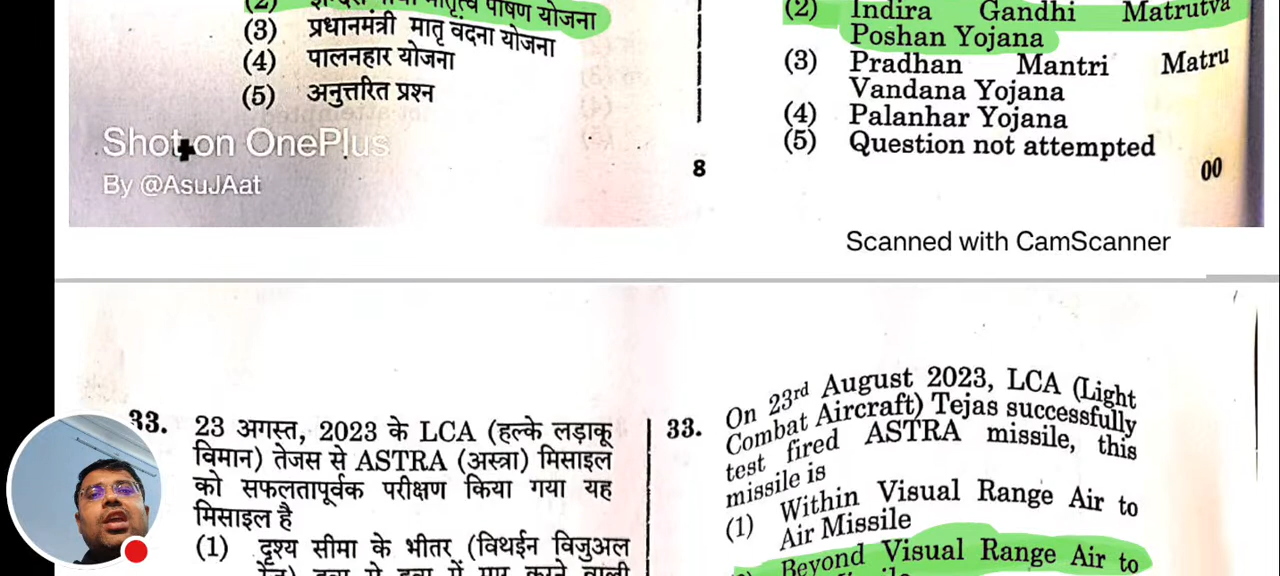 पोषण योजना
(3) प्रधानमंत्री मातृ वंदना योजना
(4) पालनहार योजना
(5) अनुत्तरित प्रश्न
Shot on OnePlus
By @AsuJAat
(2) Indira Gandhi Matrutva
Poshan Yojana
(3) Pradhan Mantri Matru
Vandana Yojana
(4) Palanhar Yojana
(5) Question not attempted
8
00
Scanned with CamScanner
33. 23 अगस्त, 2023 के LCA (हल्के लड़ाकू
विमान) तेजस से ASTRA (अस्त्रा) मिसाइल
को सफलतापूर्वक परीक्षण किया गया यह
मिसाइल है
(1) दृश्य सीमा के भीतर (विथईन विजुअल
33. On 23rd August 2023, LCA (Light
Combat Aircraft) Tejas successfully
test fired ASTRA missile, this
missile is
(1) Within Visual Range Air to
Air Missile
Beyond Visual Range Air to